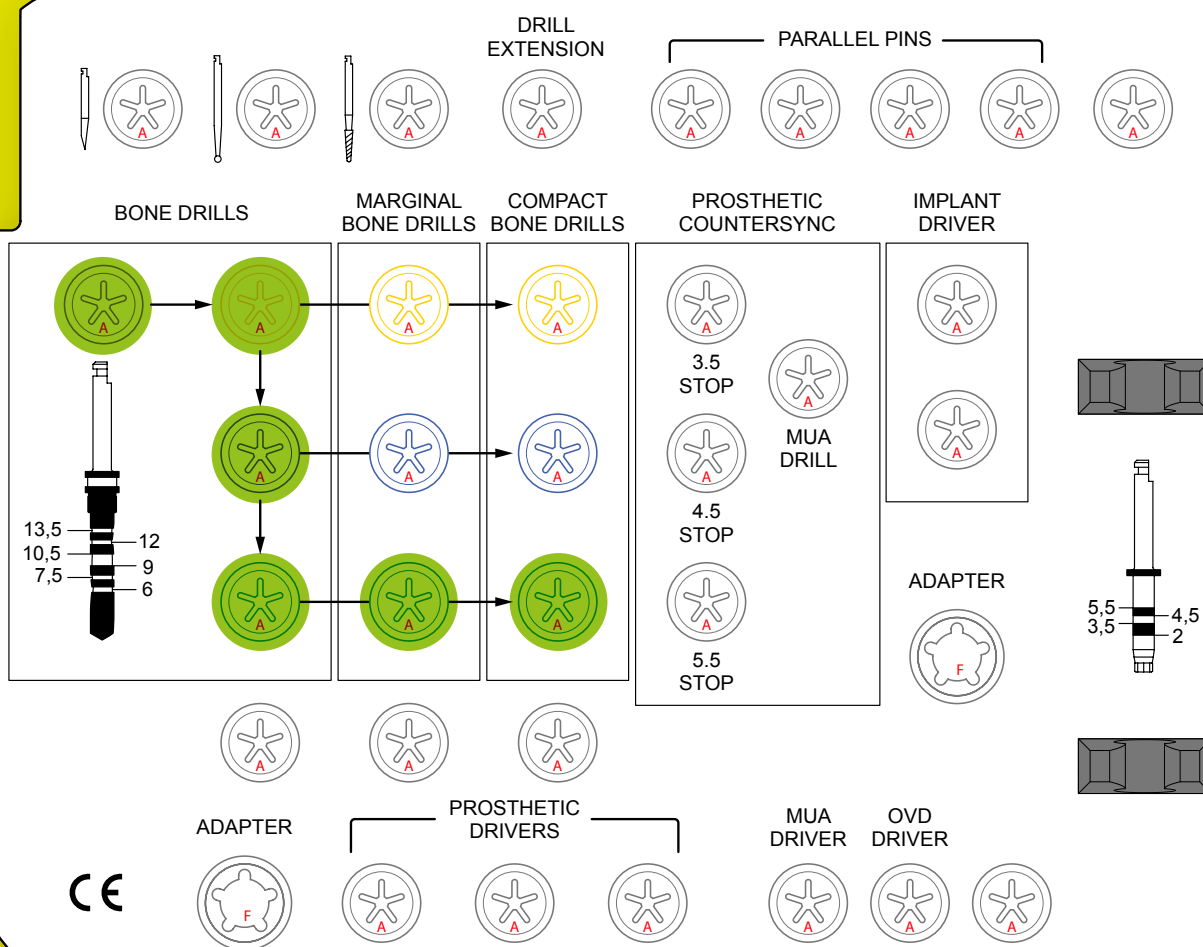 DRILL
EXTENSION
PARALLEL PINS
A A A A A A A A A
BONE DRILLS
MARGINAL
BONE DRILLS
COMPACT
BONE DRILLS
PROSTHETIC
COUNTERSYNC
IMPLANT
DRIVER
A A A A A A
3.5
STOP
A
MUA
DRILL
A A A A A
4.5
STOP
13,5
12
10,5
9
7,5
6
A A A A
5.5
STOP
ADAPTER
F
5,5
4,5
3,5
2
A A A
ADAPTER
PROSTHETIC
DRIVERS
MUA
DRIVER
OVD
DRIVER
CE
F A A A A A A